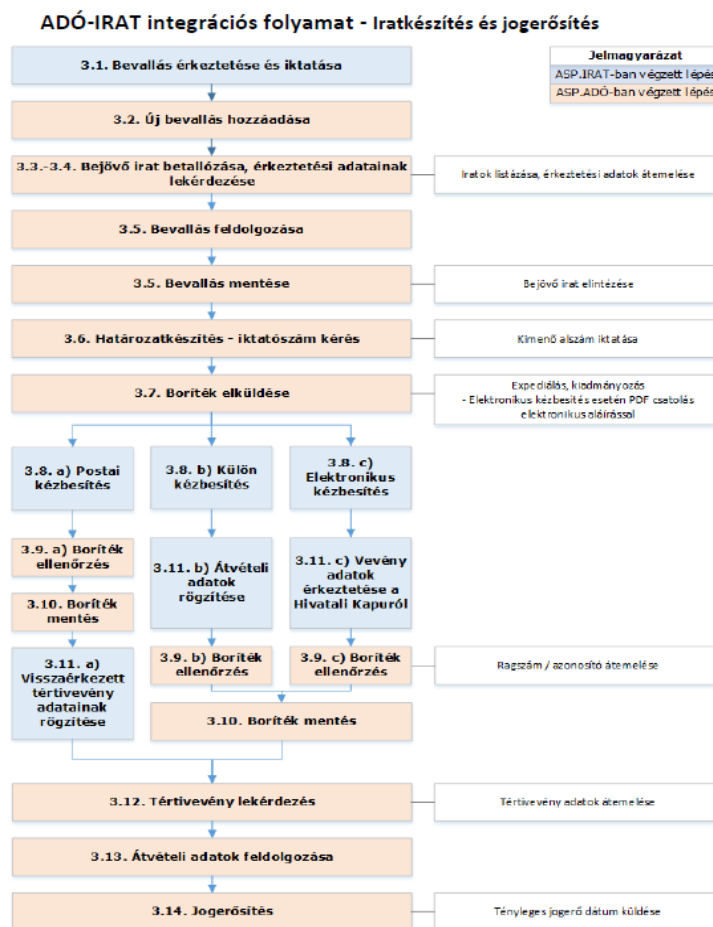 ADÓ-IRAT integrációs folyamat - Iratkészítés és jogerősítés
Jelmagyarázat
ASP.IRAT-ban végzett lépés
ASP.ADÓ-ban végzett lépés
3.1. Bevallás érkeztetése és iktatása
3.2. Új bevallás hozzáadása
3.3.-3.4. Bejövő irat betallózása, érkeztetési adatainak
lekérdezése
Iratok listázása, érkeztetési adatok átemelése
3.5. Bevallás feldolgozása
3.5. Bevallás mentése
Bejövő irat elintézése
3.6. Határozatkészítés - iktatószám kérés
Kimenő alszám iktatása
3.7. Boríték elküldése
Expediálás, kiadmányozás
- Elektronikus kézbesítés esetén PDF csatolás
elektronikus aláírással
3.8. a) Postai
kézbesítés
3.8. b) Külön
kézbesítés
3.8. c)
Elektronikus
kézbesítés
3.9. a) Boríték
ellenőrzés
3.10. Boríték
mentés
3.11. b) Átvételi
adatok
rögzítése
3.11. c) Vevény
adatok
érkeztetése a
Hivatali Kapuról
3.11. a)
Visszaérkezett
tértivevény
adatainak
rögzítése
3.9. b) Boríték
ellenőrzés
3.9. c) Boríték
ellenőrzés
Ragszám / azonosító átemelése
3.10. Boríték mentés
3.12. Tértivevény lekérdezés
Tértivevény adatok átemelése
3.13. Átvételi adatok feldolgozása
3.14. Jogerősítés
Tényleges jogerő dátum küldése